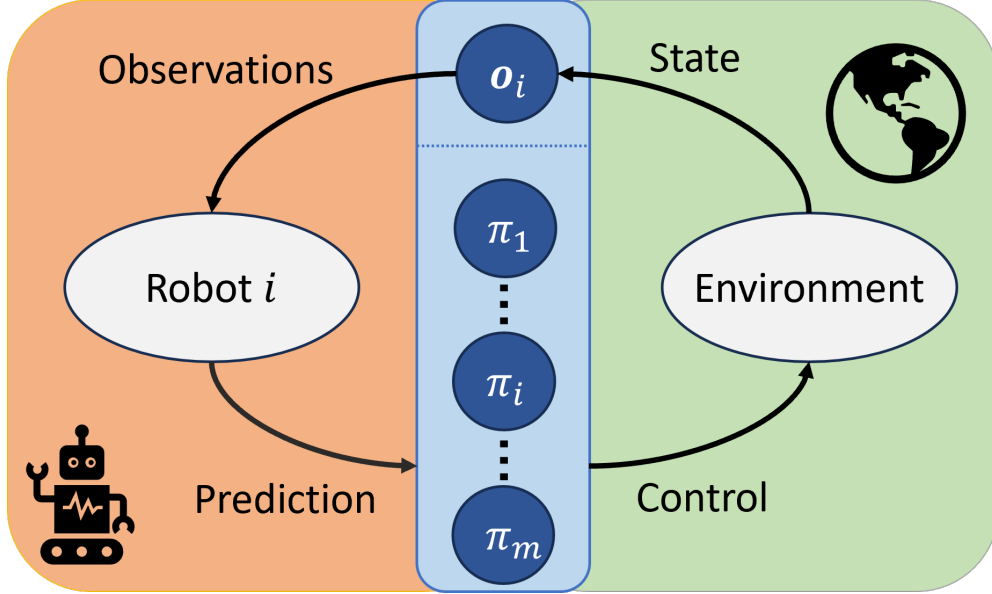 Observations
o_i
State
π_1
Robot i
Environment
π_i
Prediction
Control
π_m